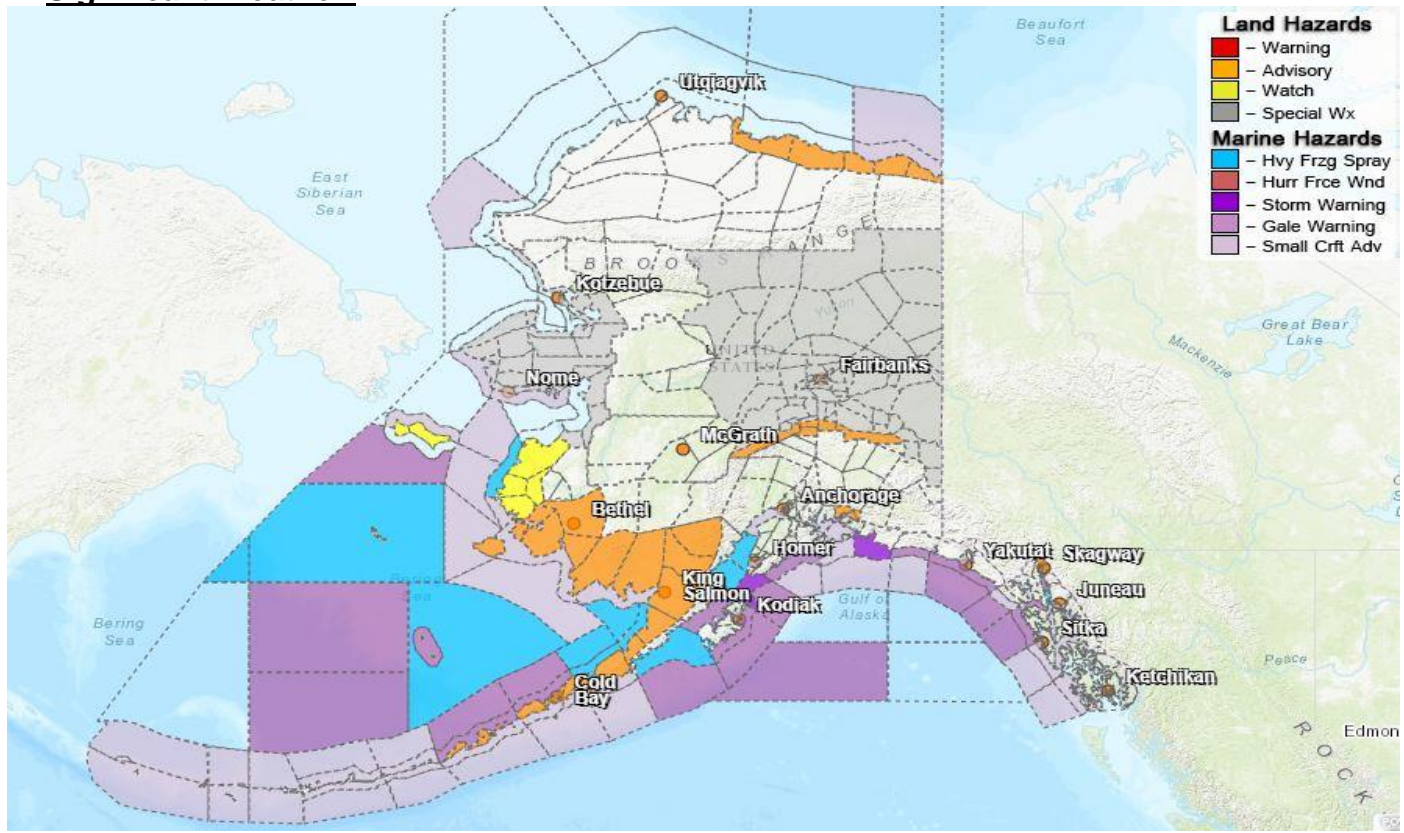 Beaufort
Sea
Land Hazards
– Warning
– Advisory
– Watch
– Special Wx
Marine Hazards
– Hvy Frzg Spray
– Hurr Frce Wnd
– Storm Warning
– Gale Warning
– Small Crft Adv
Utqiagvik
East
Siberian
Sea
BROOKS RANGE
Kotzebue
Yukon
Great Bear
Lake
Mackenzie
UNITED
STATES
Fairbanks
Nome
McGrath
Anchorage
Bethel
Homer
Yakutat
Skagway
King
Salmon
Juneau
Kodiak
Gulf of
Alaska
Bering
Sea
Sitka
Peace
Ketchikan
Cold
Bay
Edmon
ROCK